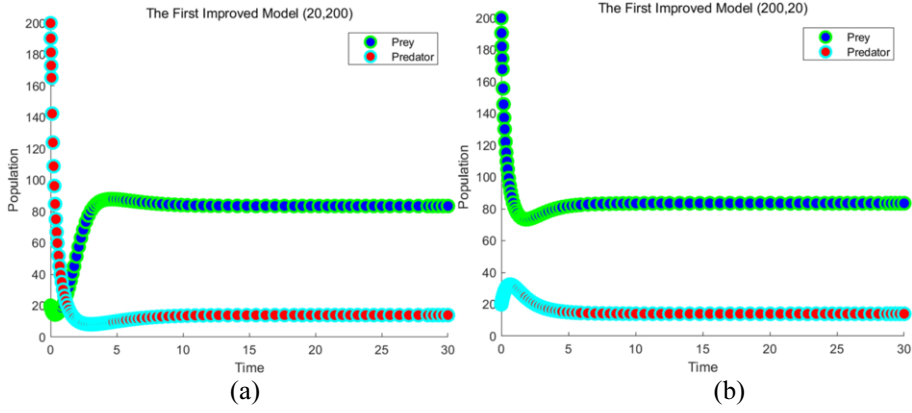 The First Improved Model (20,200)
200
180
160
140
120
100
80
60
40
20
0
Population
Prey
Predator
0 5 10 15 20 25 30
Time
(a)
The First Improved Model (200,20)
200
180
160
140
120
100
80
60
40
20
0
Population
Prey
Predator
0 5 10 15 20 25 30
Time
(b)